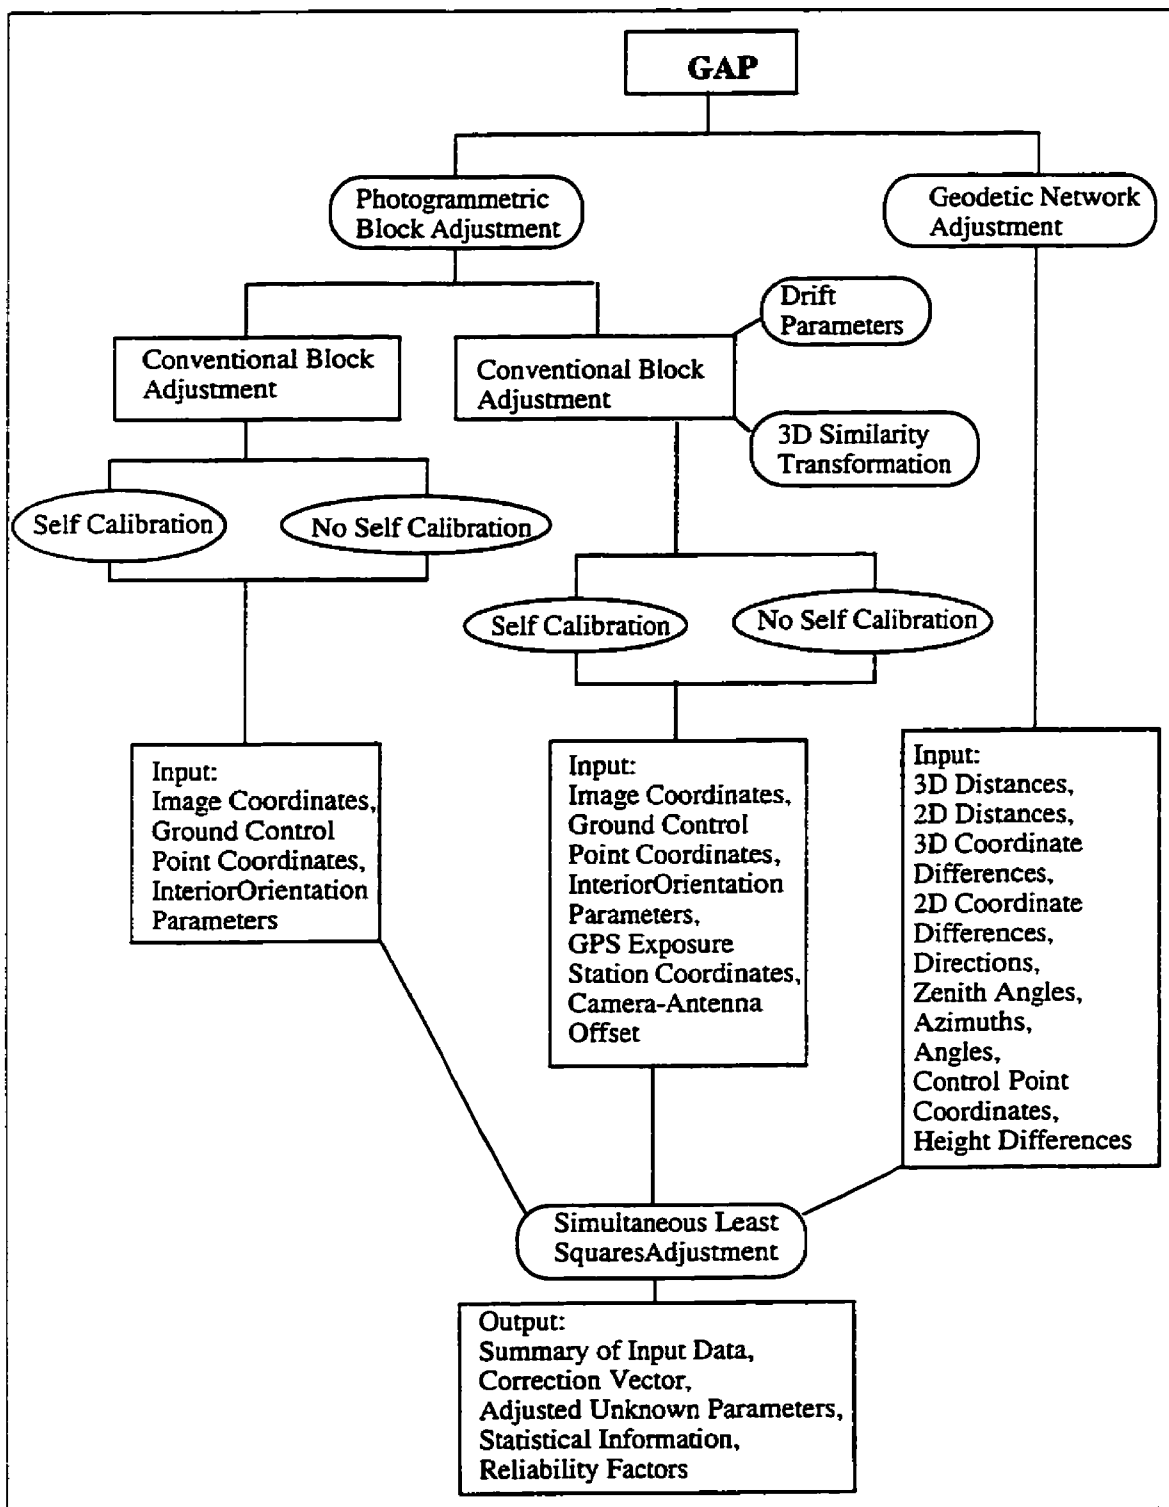 GAP
Photogrammetric
Block Adjustment
Geodetic Network
Adjustment
Drift
Parameters
Conventional Block
Adjustment
Conventional Block
Adjustment
3D Similarity
Transformation
Self Calibration
No Self Calibration
Self Calibration
No Self Calibration
Input:
Image Coordinates,
Ground Control
Point Coordinates,
InteriorOrientation
Parameters
Input:
Image Coordinates,
Ground Control
Point Coordinates,
InteriorOrientation
Parameters,
GPS Exposure
Station Coordinates,
Camera-Antenna
Offset
Input:
3D Distances,
2D Distances,
3D Coordinate
Differences,
2D Coordinate
Differences,
Directions,
Zenith Angles,
Azimuths,
Angles,
Control Point
Coordinates,
Height Differences
Simultaneous Least
SquaresAdjustment
Output:
Summary of Input Data,
Correction Vector,
Adjusted Unknown Parameters,
Statistical Information,
Reliability Factors